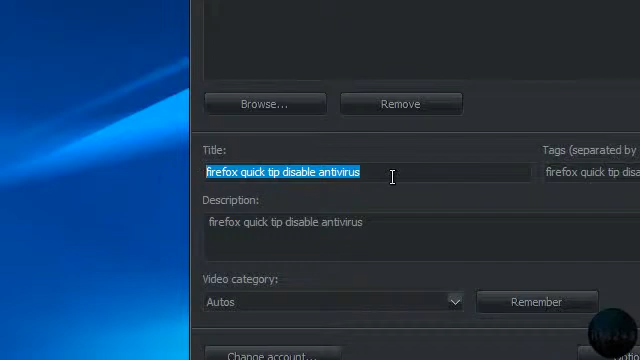 Browse...
Remove
Title:
Tags (separated by
firefox quick tip disable antivirus
firefox quick tip disa
Description:
firefox quick tip disable antivirus
Video category:
Autos
Remember
Change account...